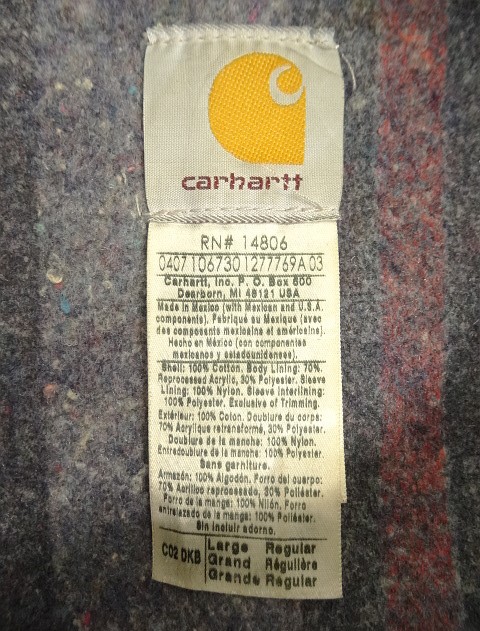 carhartt
RN# 14806
0407 106730 1277769A 03
Carhartt, Inc. P. O. Box 600
Dearborn, MI 48121 USA
Made in Mexico (with Mexican and U.S.A.
components). Fabriqué au Mexique (avec
des composants mexicains et américains).
Hecho en México (con componentes
mexicanos y estadounidenses).
Shell: 100% Cotton. Body Lining: 70%
Reprocessed Acrylic, 30% Polyester. Sleeve
Lining: 100% Nylon. Sleeve Interlining:
100% Polyester. Exclusive of Trimming.
Extérieur: 100% Coton. Doublure du corps:
70% Acrylique retransformé, 30% Polyester.
Doublure de la manche: 100% Nylon.
Entredoublure de la manche: 100% Polyester.
Sans garniture.
Armazón: 100% Algodón. Forro del cuerpo:
70% Acrílico reprocesado, 30% Poliéster.
Forro de la manga: 100% Nilón. Forro
entrelazado de la manga: 100% Poliéster.
Sin incluir adorno.
C02 DKB Large Regular
Grand Régulière
Grande Regular